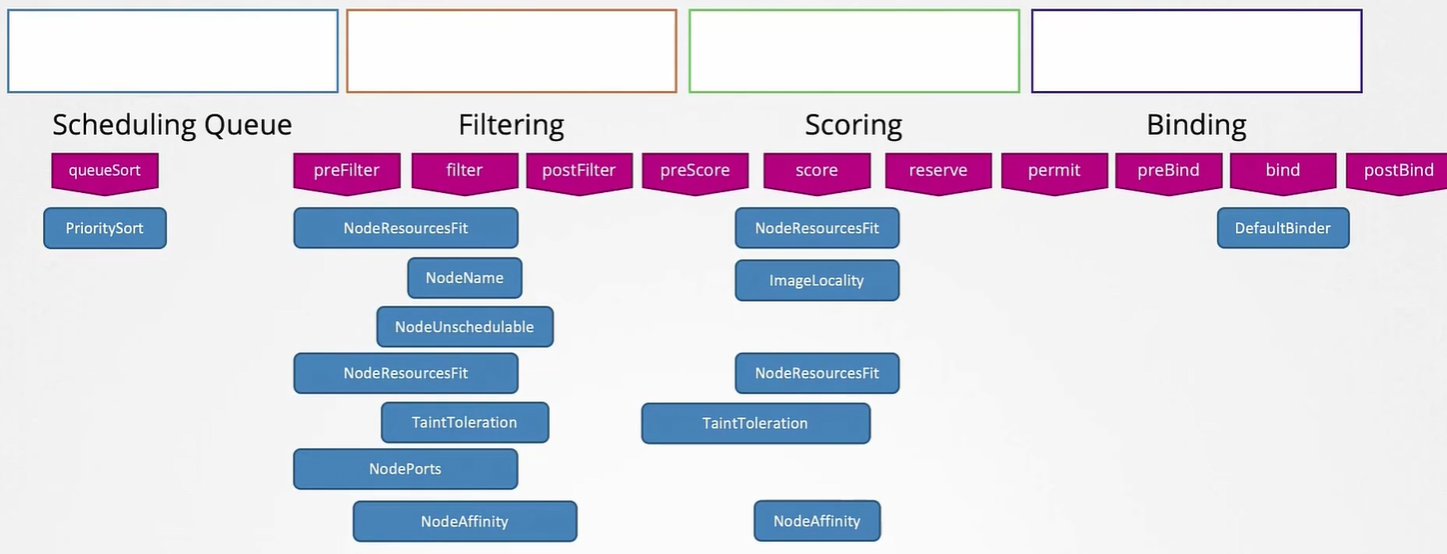 Scheduling Queue
Filtering
Scoring
Binding
queueSort
preFilter
filter
postFilter
preScore
score
reserve
permit
preBind
bind
postBind
PrioritySort
NodeResourcesFit
NodeResourcesFit
DefaultBinder
NodeName
ImageLocality
NodeUnschedulable
NodeResourcesFit
NodeResourcesFit
TaintToleration
TaintToleration
NodePorts
NodeAffinity
NodeAffinity